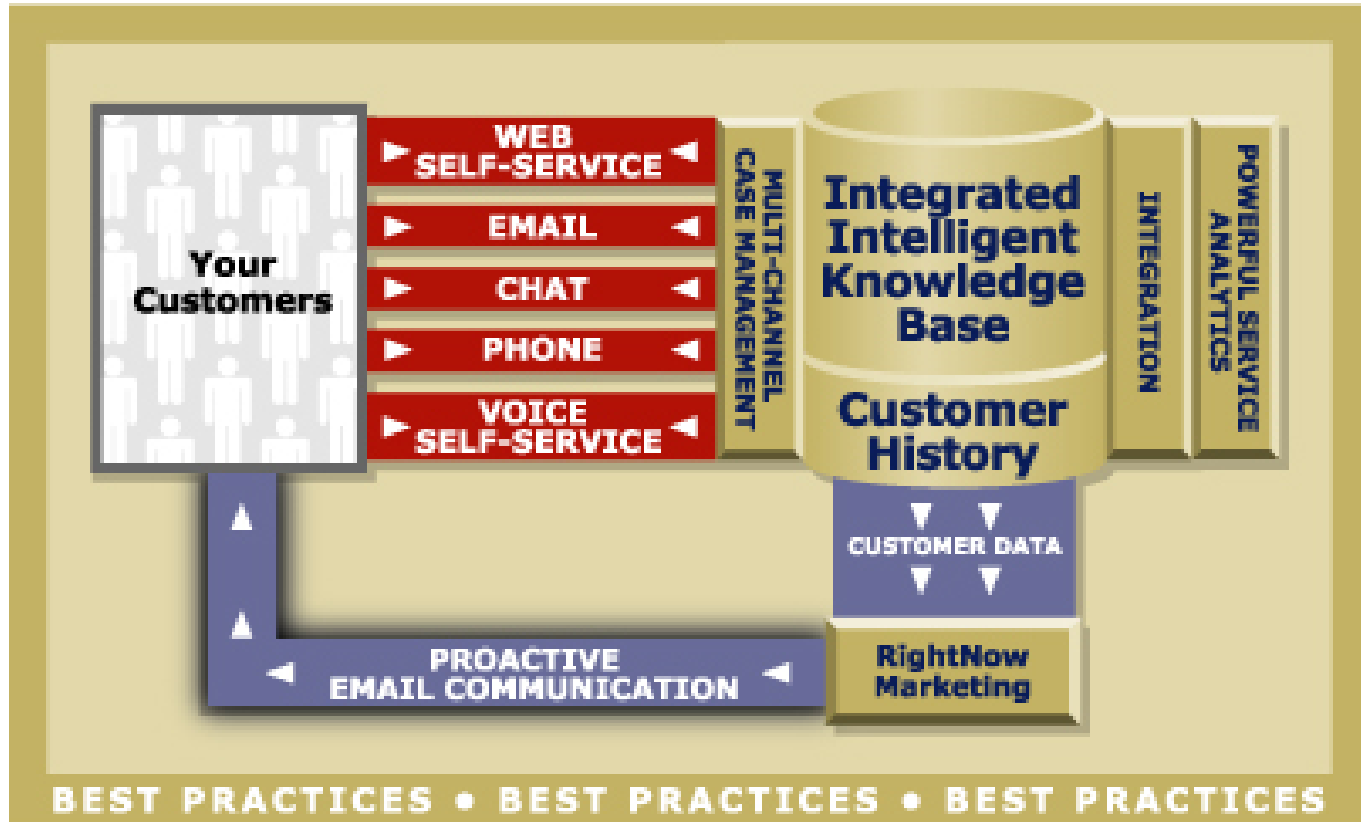 Your
Customers
WEB
SELF-SERVICE
EMAIL
CHAT
PHONE
VOICE
SELF-SERVICE
MULTI-CHANNEL
CASE MANAGEMENT
Integrated
Intelligent
Knowledge
Base
Customer
History
INTEGRATION
POWERFUL SERVICE
ANALYTICS
CUSTOMER DATA
RightNow
Marketing
PROACTIVE
EMAIL COMMUNICATION
BEST PRACTICES • BEST PRACTICES • BEST PRACTICES